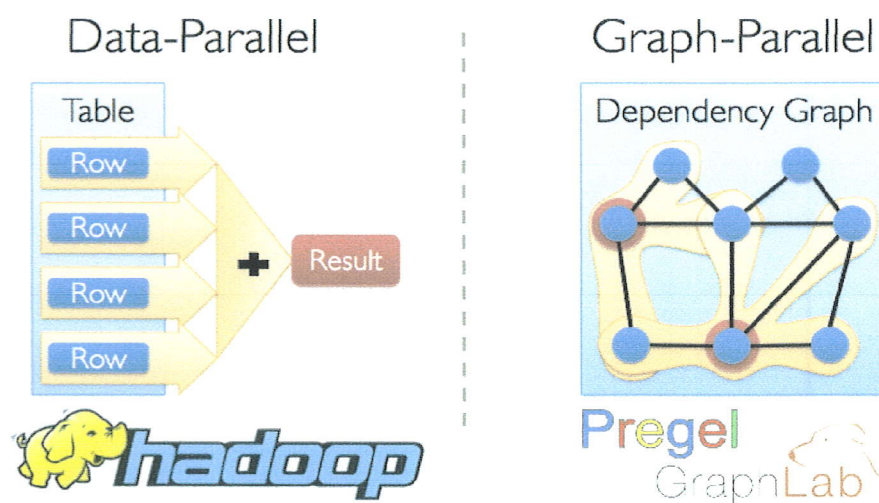 Data-Parallel
Table
Row
Row
Row
Row
Result
hadoop
Graph-Parallel
Dependency Graph
Pregel
GraphLab